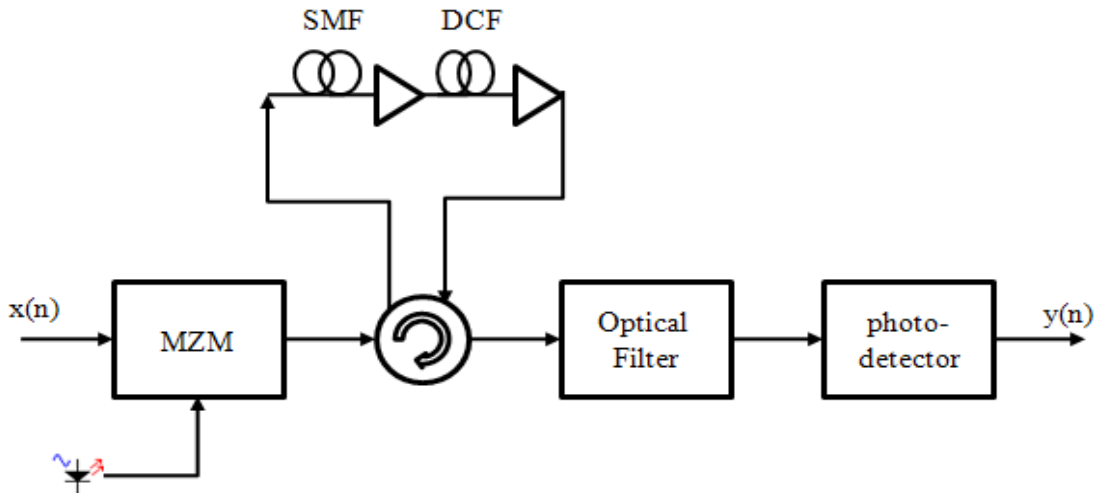 SMF
DCF
x(n)
MZM
Optical
Filter
photo-
detector
y(n)